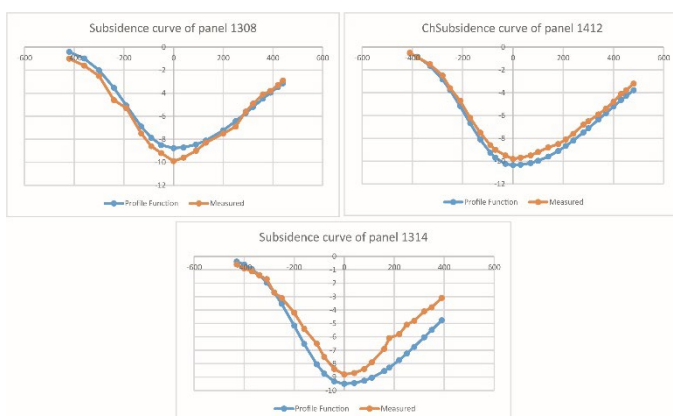 Subsidence curve of panel 1308
0
-600 -400 -200 0 200 400 600
-2
-4
-6
-8
-10
-12
Profile Function Measured
ChSubsidence curve of panel 1412
0
-600 -400 -200 0 200 400 600
-2
-4
-6
-8
-10
-12
Profile Function Measured
Subsidence curve of panel 1314
0
-600 -400 -200 0 200 400 600
-1
-2
-3
-4
-5
-6
-7
-8
-9
-10
Profile Function Measured